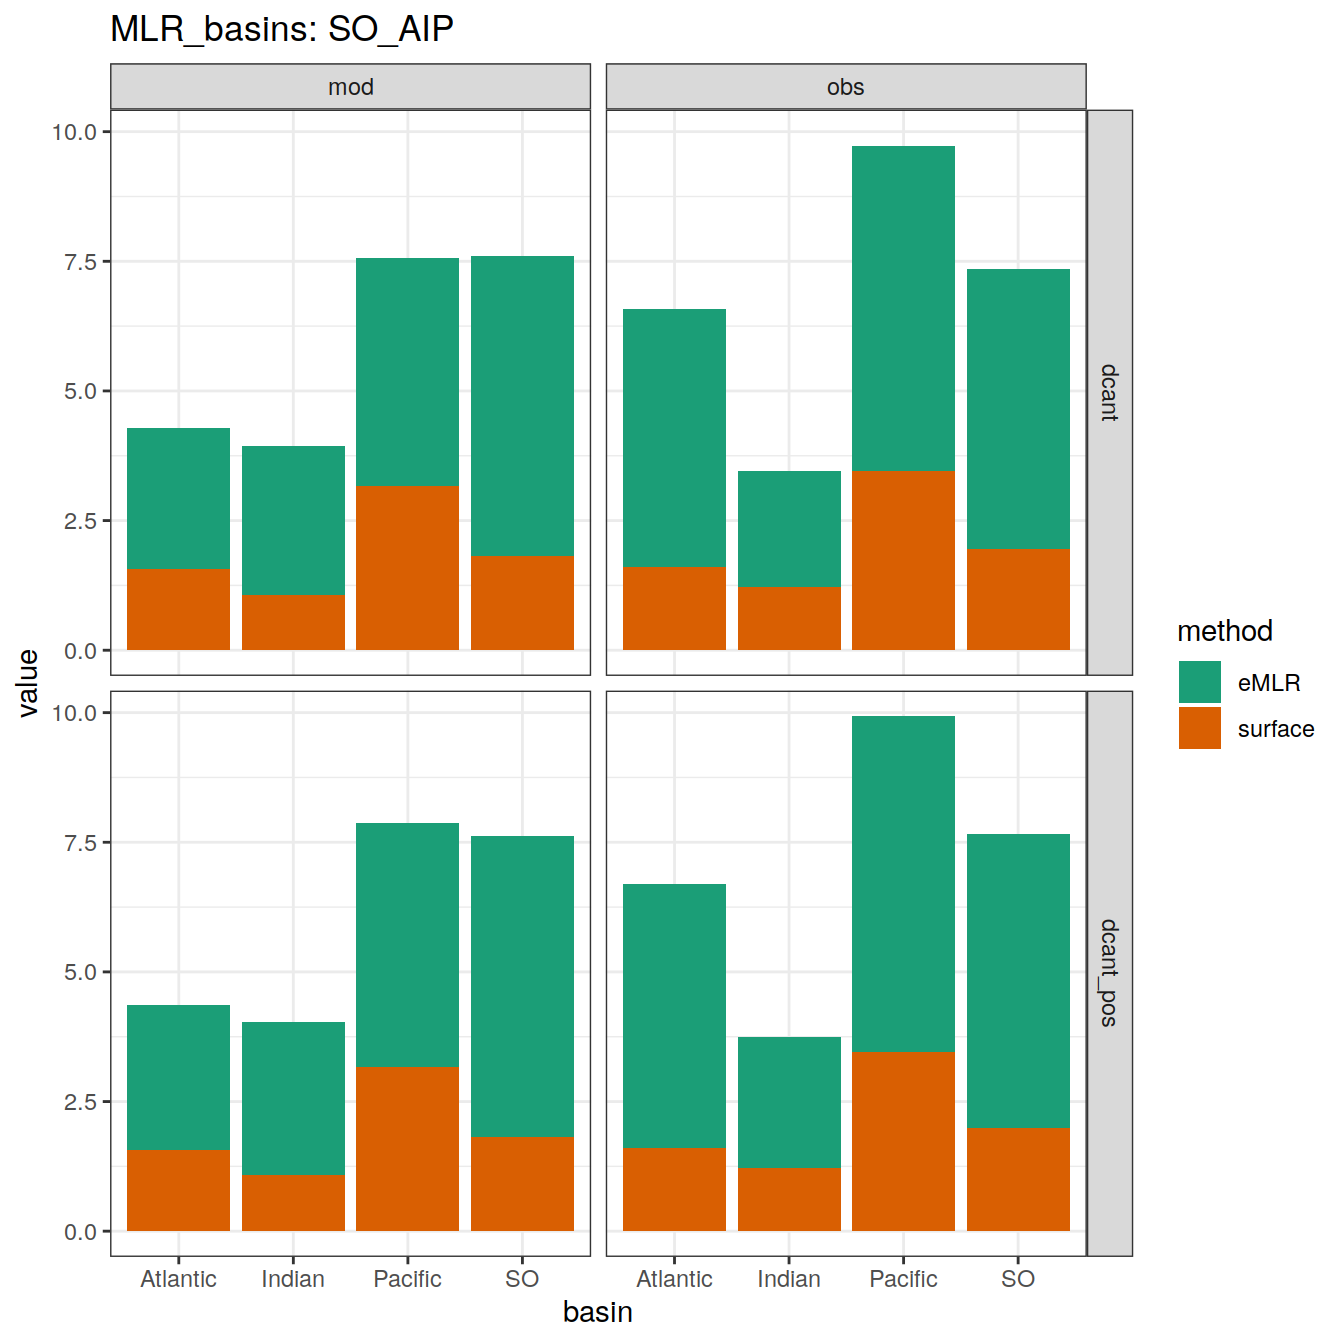 MLR_basins: SO_AIP
mod
obs
10.0
7.5
5.0
2.5
0.0
dcant
10.0
7.5
5.0
2.5
0.0
dcant_pos
value
Atlantic
Indian
Pacific
SO
Atlantic
Indian
Pacific
SO
basin
method
eMLR
surface